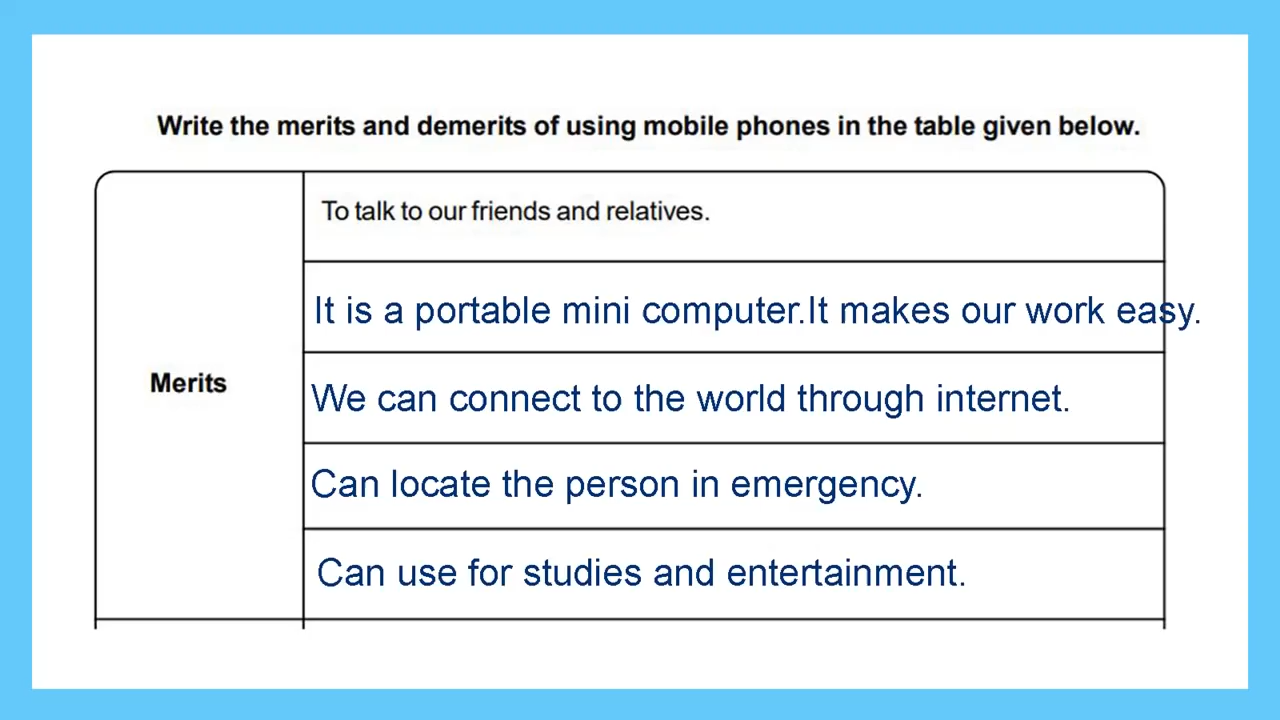 Write the merits and demerits of using mobile phones in the table given below.
To talk to our friends and relatives.
It is a portable mini computer.It makes our work easy.
Merits
We can connect to the world through internet.
Can locate the person in emergency.
Can use for studies and entertainment.